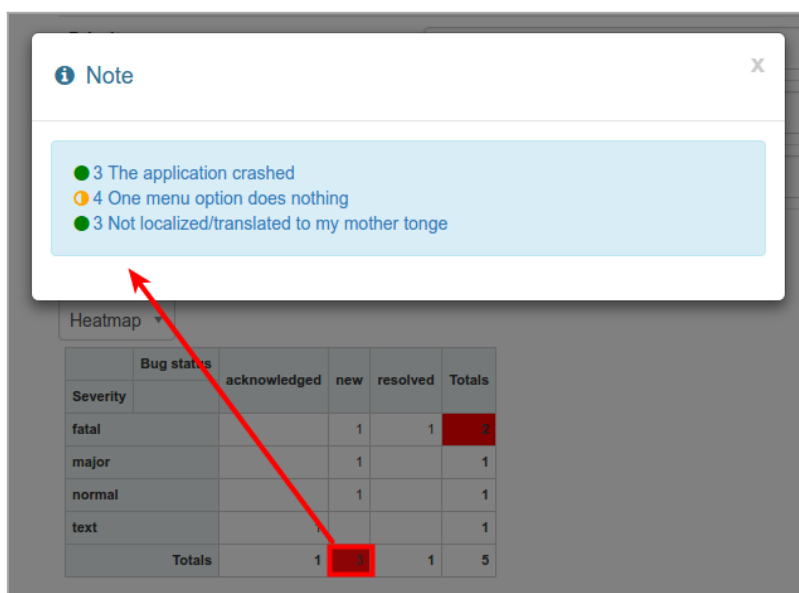 Note
x
3 The application crashed
4 One menu option does nothing
3 Not localized/translated to my mother tonge
Heatmap
Bug status
acknowledged new resolved Totals
Severity
fatal 1 1 2
major 1 1
normal 1 1
text 1 1
Totals 1 3 1 5